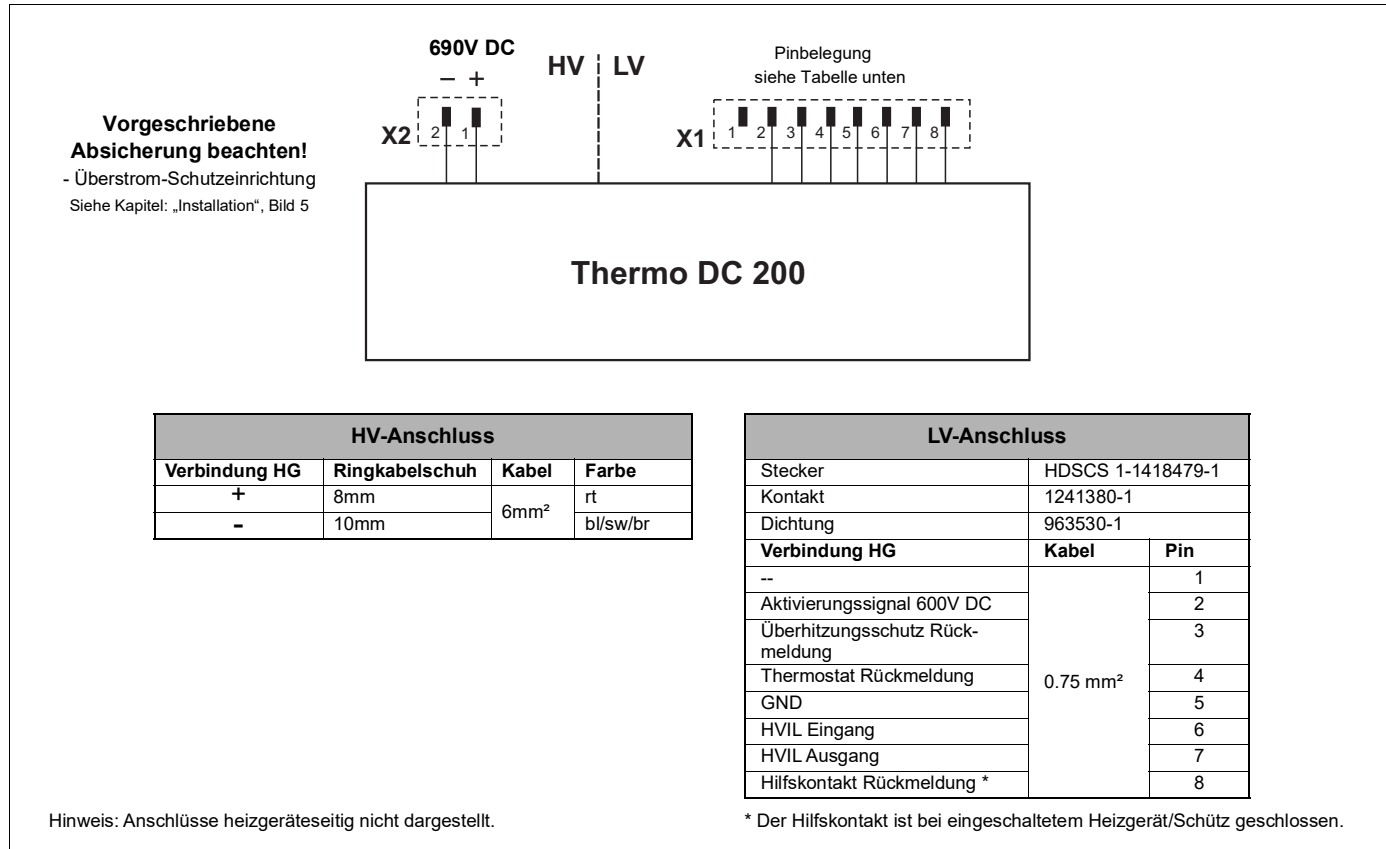 690V DC
− +
HV LV
Pinbelegung
siehe Tabelle unten
Vorgeschriebene
Absicherung beachten!
- Überstrom-Schutzeinrichtung
Siehe Kapitel: „Installation“, Bild 5
X2 2 1
X1 1 2 3 4 5 6 7 8
Thermo DC 200
HV-Anschluss
Verbindung HG Ringkabelschuh Kabel Farbe
+ 8mm 6mm² rt
- 10mm bl/sw/br
LV-Anschluss
Stecker HDSCS 1-1418479-1
Kontakt 1241380-1
Dichtung 963530-1
Verbindung HG Kabel Pin
-- 1
Aktivierungssignal 600V DC 2
Überhitzungsschutz Rück-
meldung 3
Thermostat Rückmeldung 0.75 mm² 4
GND 5
HVIL Eingang 6
HVIL Ausgang 7
Hilfskontakt Rückmeldung * 8
Hinweis: Anschlüsse heizgeräteseitig nicht dargestellt.
* Der Hilfskontakt ist bei eingeschaltetem Heizgerät/Schütz geschlossen.